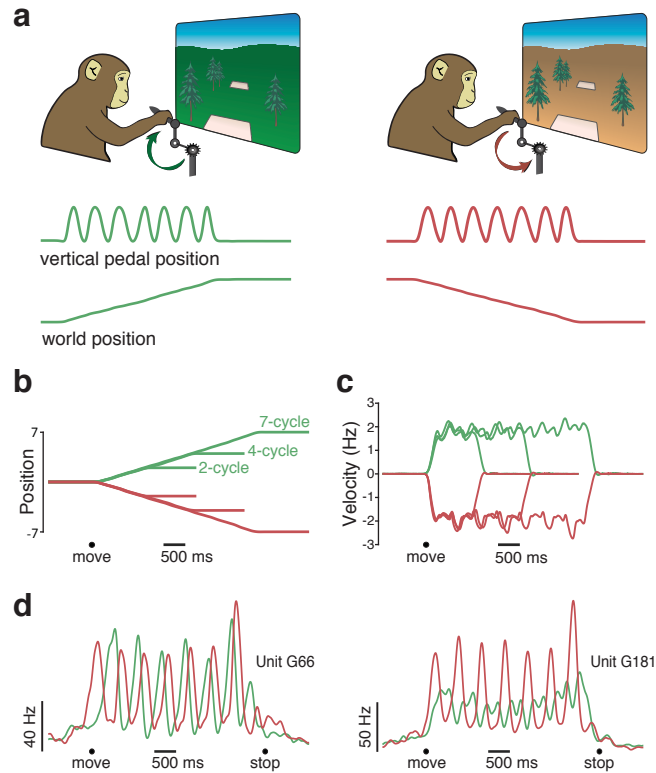 a
vertical pedal position
world position
b
7-cycle
4-cycle
2-cycle
7
-7
Position
move
500 ms
c
3
2
1
0
-1
-2
-3
Velocity (Hz)
move
500 ms
d
Unit G66
40 Hz
move
500 ms
stop
Unit G181
50 Hz
move
500 ms
stop